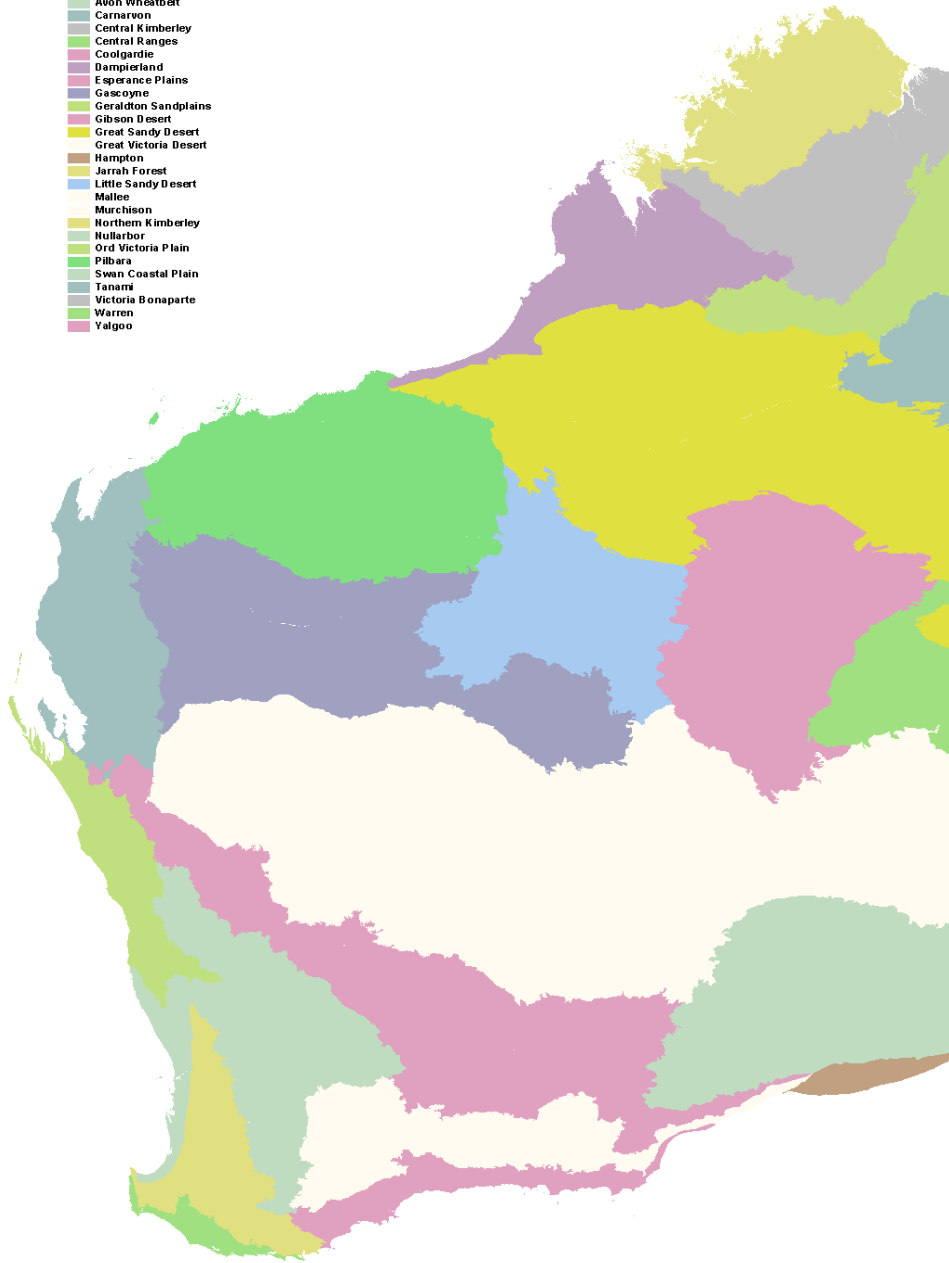 Avon Wheatbelt
Carnarvon
Central Kimberley
Central Ranges
Coolgardie
Dampierland
Esperance Plains
Gascoyne
Geraldton Sandplains
Gibson Desert
Great Sandy Desert
Great Victoria Desert
Hampton
Jarrah Forest
Little Sandy Desert
Mallee
Murchison
Northern Kimberley
Nullarbor
Ord Victoria Plain
Pilbara
Swan Coastal Plain
Tanami
Victoria Bonaparte
Warren
Yalgoo